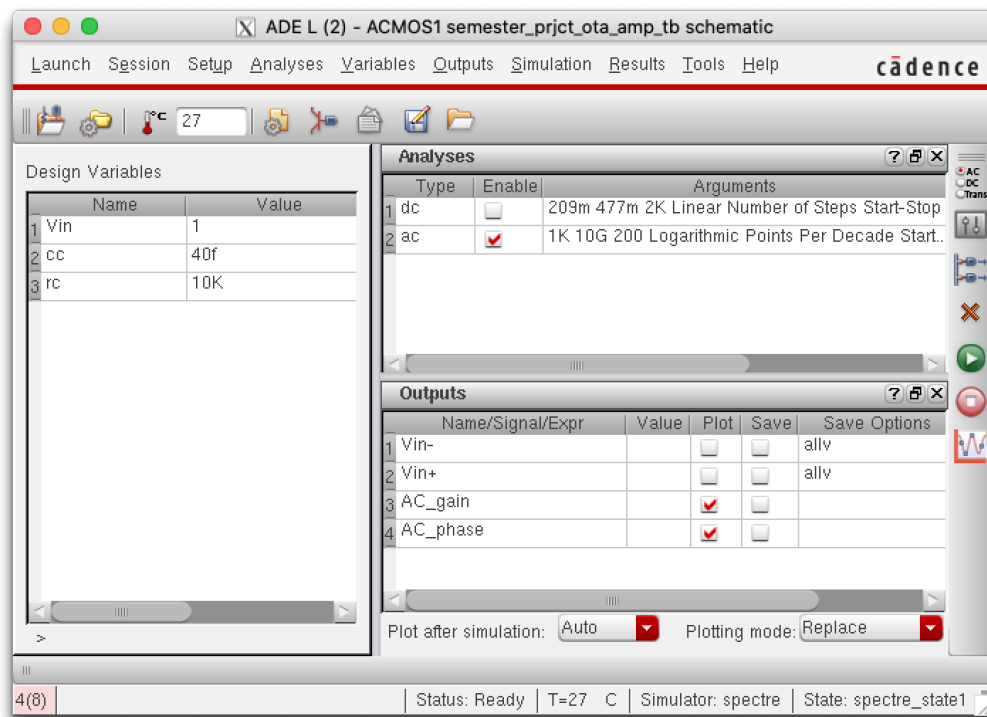 ADE L (2) - ACMOS1 semester_prjct_ota_amp_tb schematic
Launch Session Setup Analyses Variables Outputs Simulation Results Tools Help cādence
°C 27
Design Variables
Name Value
1 Vin 1
2 cc 40f
3 rc 10K
>
Analyses ?
Type Enable Arguments
1 dc 209m 477m 2K Linear Number of Steps Start-Stop
2 ac 1K 10G 200 Logarithmic Points Per Decade Start..
AC
DC
Trans
Outputs ?
Name/Signal/Expr Value Plot Save Save Options
1 Vin- allv
2 Vin+ allv
3 AC_gain
4 AC_phase
Plot after simulation: Auto Plotting mode: Replace
4(8) Status: Ready T=27 C Simulator: spectre State: spectre_state1